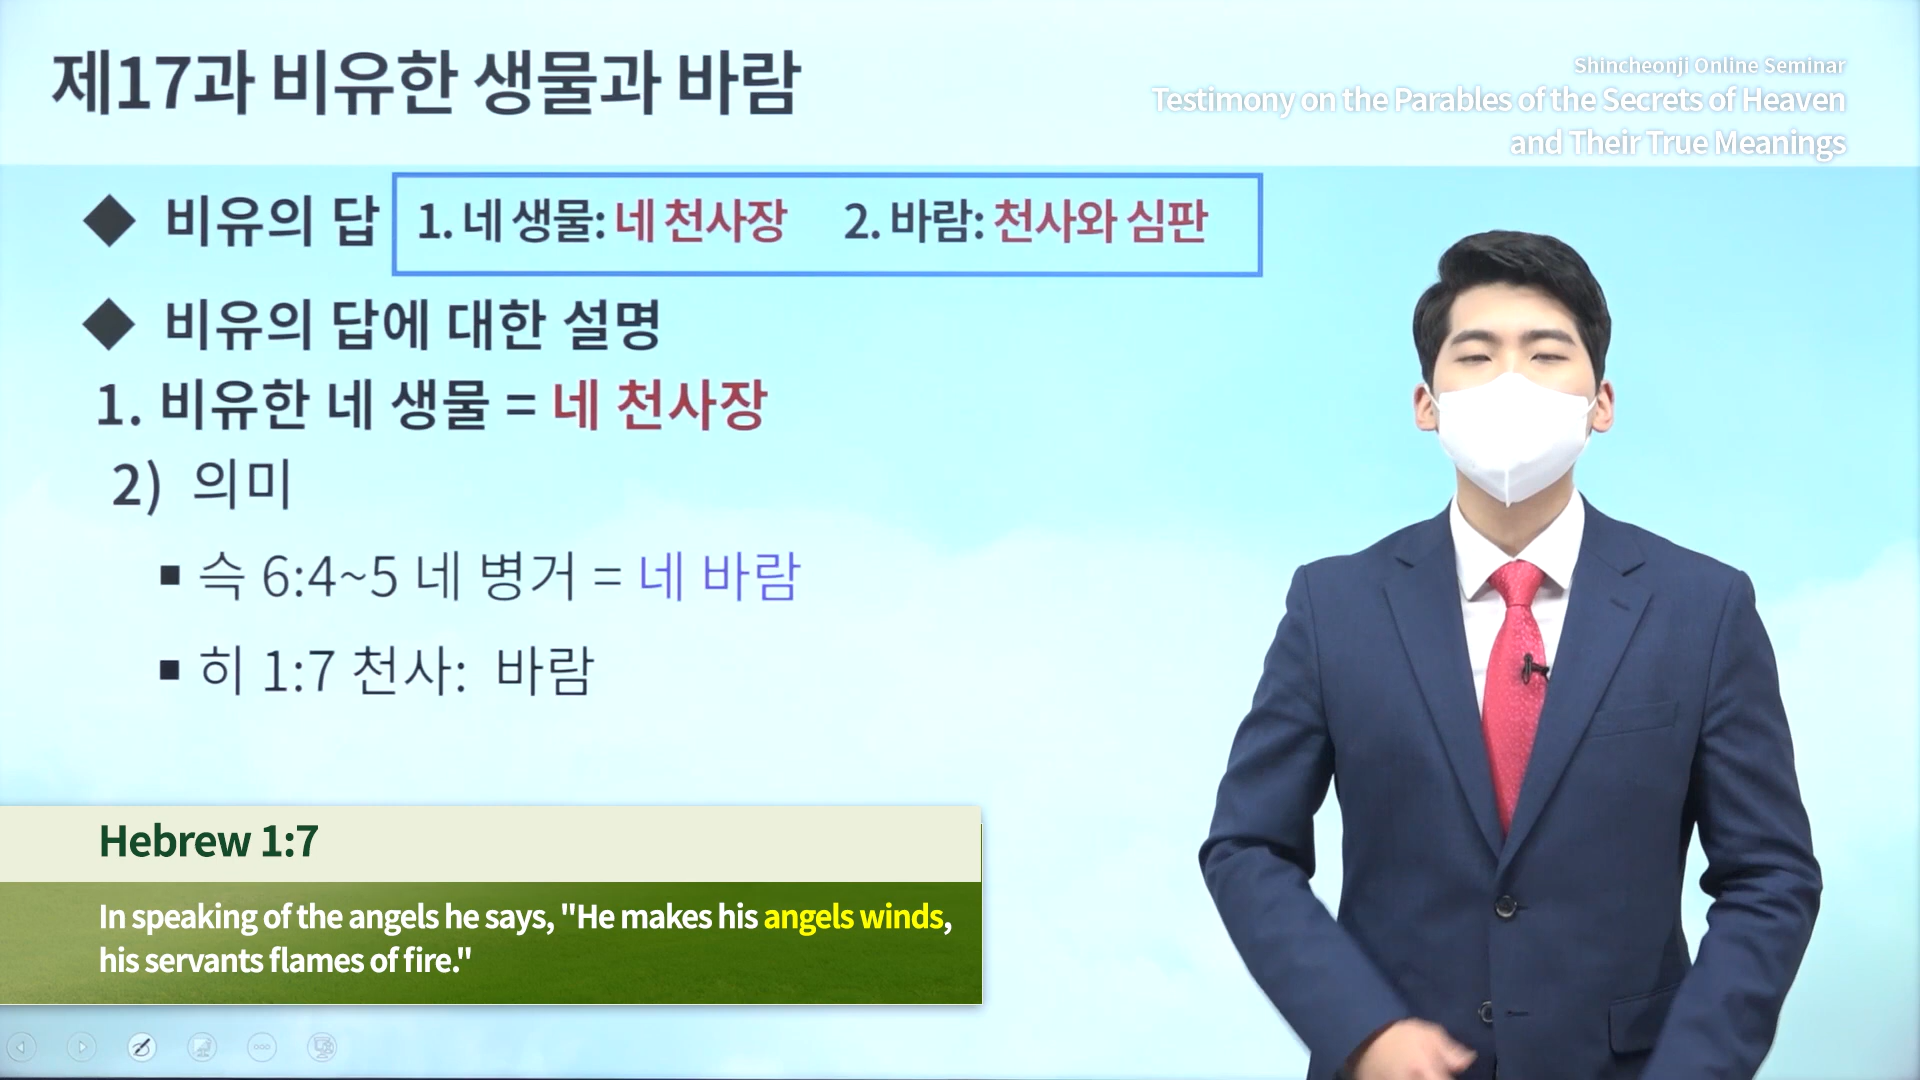 제17과 비유한 생물과 바람
Shincheonji Online Seminar
Testimony on the Parables of the Secrets of Heaven
and Their True Meanings
◆ 비유의 답 1. 네 생물: 네 천사장 2. 바람: 천사와 심판
◆ 비유의 답에 대한 설명
1. 비유한 네 생물 = 네 천사장
2) 의미
▪ 슥 6:4~5 네 병거 = 네 바람
▪ 히 1:7 천사: 바람
Hebrew 1:7
In speaking of the angels he says, "He makes his angels winds,
his servants flames of fire."